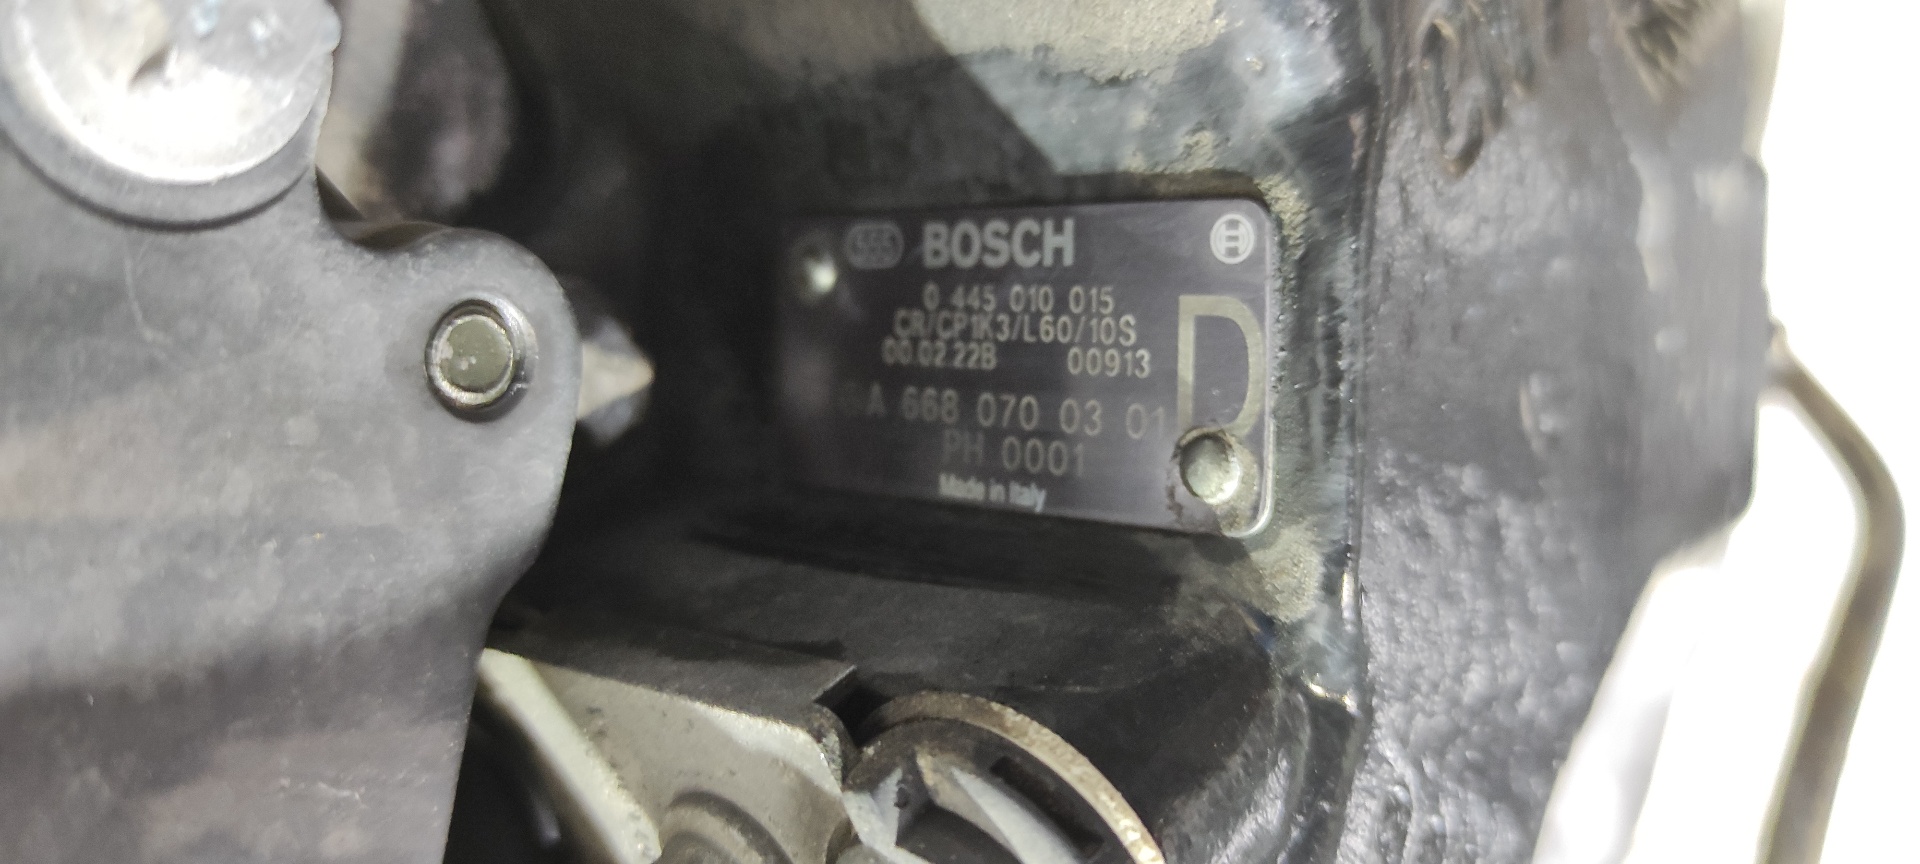 555 BOSCH
0 445 010 015
CR/CP1K3/L60/10S
00.02.22B 00913
D
A 668 070 03 01
PH 0001
Made in Italy